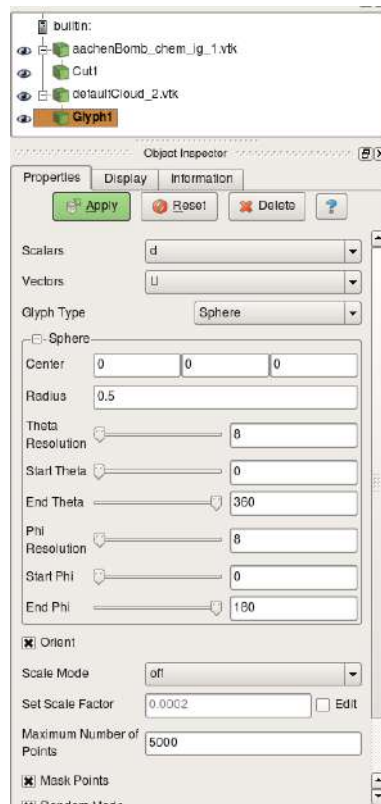 builtin:
aachenBomb_chem_ig_1.vtk
Cut1
defaultCloud_2.vtk
Glyph1
Object Inspector
Properties Display Information
Apply Reset Delete ?
Scalars d
Vectors U
Glyph Type Sphere
Sphere
Center 0 0 0
Radius 0.5
Theta
Resolution 8
Start Theta 0
End Theta 360
Phi
Resolution 8
Start Phi 0
End Phi 180
Orient
Scale Mode off
Set Scale Factor 0.0002 Edit
Maximum Number of
Points 5000
Mask Points
Random Mode